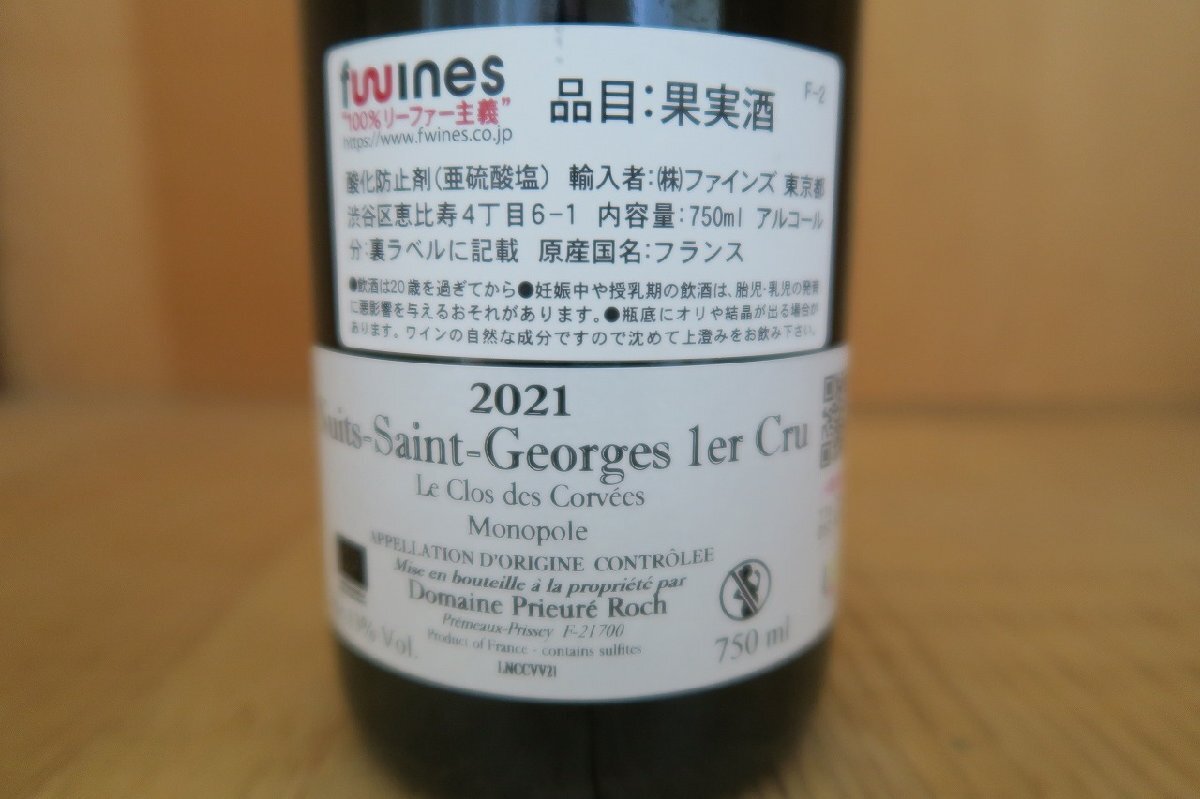 fwines
"100%リーファー主義"
https://www.fwines.co.jp
品目:果実酒
F-2
酸化防止剤(亜硫酸塩) 輸入者:㈱ファインズ 東京都
渋谷区恵比寿4丁目6-1 内容量:750ml アルコール
分:裏ラベルに記載 原産国名:フランス
●飲酒は20歳を過ぎてから●妊娠中や授乳期の飲酒は、胎児・乳児の発育
に悪影響を与えるおそれがあります。●瓶底にオリや結晶が出る場合が
あります。ワインの自然な成分ですので沈めて上澄みをお飲み下さい。
2021
Nuits-Saint-Georges 1er Cru
Le Clos des Corvées
Monopole
APPELLATION D'ORIGINE CONTRÔLEE
Mise en bouteille à la propriété par
Domaine Prieuré Roch
Prémeaux-Prissey F-21700
% Vol.
Product of France - contains sulfites
750 ml
LNCCVV21